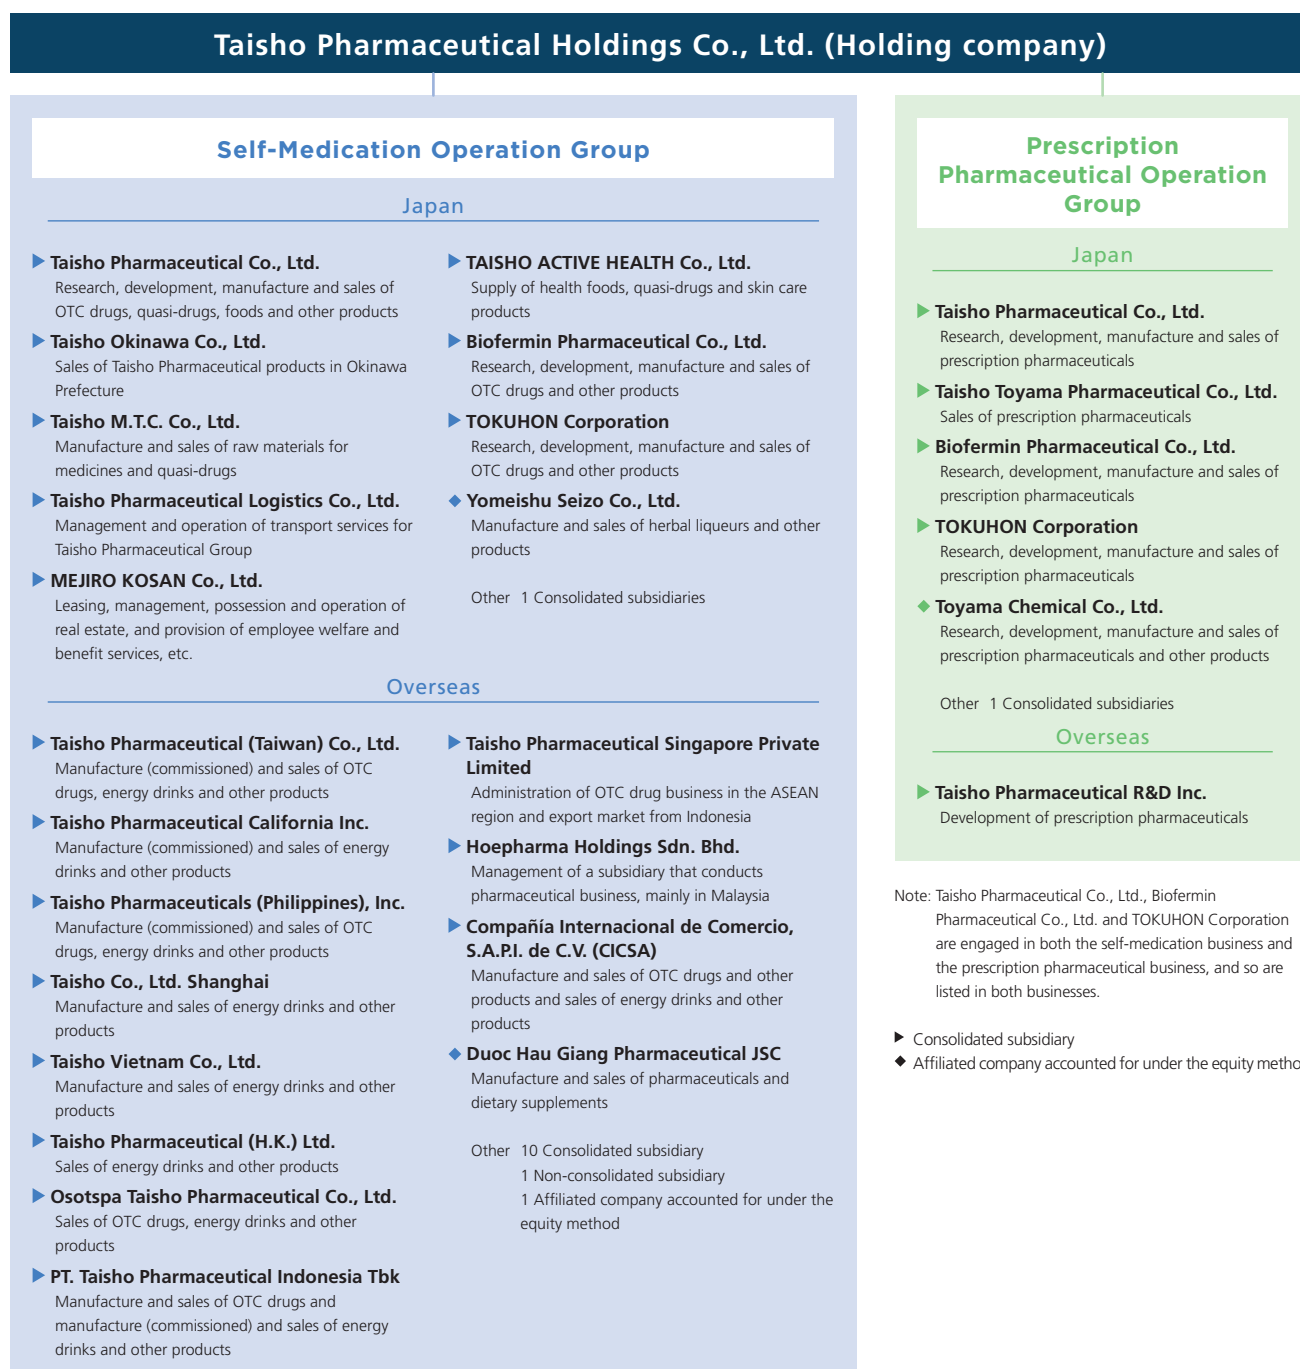 Taisho Pharmaceutical Holdings Co., Ltd. (Holding company)
Self-Medication Operation Group
Japan
Taisho Pharmaceutical Co., Ltd.
Research, development, manufacture and sales of
OTC drugs, quasi-drugs, foods and other products
Taisho Okinawa Co., Ltd.
Sales of Taisho Pharmaceutical products in Okinawa
Prefecture
Taisho M.T.C. Co., Ltd.
Manufacture and sales of raw materials for
medicines and quasi-drugs
Taisho Pharmaceutical Logistics Co., Ltd.
Management and operation of transport services for
Taisho Pharmaceutical Group
MEJIRO KOSAN Co., Ltd.
Leasing, management, possession and operation of
real estate, and provision of employee welfare and
benefit services, etc.
TAISHO ACTIVE HEALTH Co., Ltd.
Supply of health foods, quasi-drugs and skin care
products
Biofermin Pharmaceutical Co., Ltd.
Research, development, manufacture and sales of
OTC drugs and other products
TOKUHON Corporation
Research, development, manufacture and sales of
OTC drugs and other products
Yomeishu Seizo Co., Ltd.
Manufacture and sales of herbal liqueurs and other
products
Other 1 Consolidated subsidiaries
Overseas
Taisho Pharmaceutical (Taiwan) Co., Ltd.
Manufacture (commissioned) and sales of OTC
drugs, energy drinks and other products
Taisho Pharmaceutical California Inc.
Manufacture (commissioned) and sales of energy
drinks and other products
Taisho Pharmaceuticals (Philippines), Inc.
Manufacture (commissioned) and sales of OTC
drugs, energy drinks and other products
Taisho Co., Ltd. Shanghai
Manufacture and sales of energy drinks and other
products
Taisho Vietnam Co., Ltd.
Manufacture and sales of energy drinks and other
products
Taisho Pharmaceutical (H.K.) Ltd.
Sales of energy drinks and other products
Osotspa Taisho Pharmaceutical Co., Ltd.
Sales of OTC drugs, energy drinks and other
products
PT. Taisho Pharmaceutical Indonesia Tbk
Manufacture and sales of OTC drugs and
manufacture (commissioned) and sales of energy
drinks and other products
Taisho Pharmaceutical Singapore Private
Limited
Administration of OTC drug business in the ASEAN
region and export market from Indonesia
Hoepharma Holdings Sdn. Bhd.
Management of a subsidiary that conducts
pharmaceutical business, mainly in Malaysia
Compañía Internacional de Comercio,
S.A.P.I. de C.V. (CICSA)
Manufacture and sales of OTC drugs and other
products and sales of energy drinks and other
products
Duoc Hau Giang Pharmaceutical JSC
Manufacture and sales of pharmaceuticals and
dietary supplements
Other 10 Consolidated subsidiary
1 Non-consolidated subsidiary
1 Affiliated company accounted for under the
equity method
Prescription
Pharmaceutical Operation
Group
Japan
Taisho Pharmaceutical Co., Ltd.
Research, development, manufacture and sales of
prescription pharmaceuticals
Taisho Toyama Pharmaceutical Co., Ltd.
Sales of prescription pharmaceuticals
Biofermin Pharmaceutical Co., Ltd.
Research, development, manufacture and sales of
prescription pharmaceuticals
TOKUHON Corporation
Research, development, manufacture and sales of
prescription pharmaceuticals
Toyama Chemical Co., Ltd.
Research, development, manufacture and sales of
prescription pharmaceuticals and other products
Other 1 Consolidated subsidiaries
Overseas
Taisho Pharmaceutical R&D Inc.
Development of prescription pharmaceuticals
Note: Taisho Pharmaceutical Co., Ltd., Biofermin
Pharmaceutical Co., Ltd. and TOKUHON Corporation
are engaged in both the self-medication business and
the prescription pharmaceutical business, and so are
listed in both businesses.
Consolidated subsidiary
Affiliated company accounted for under the equity metho